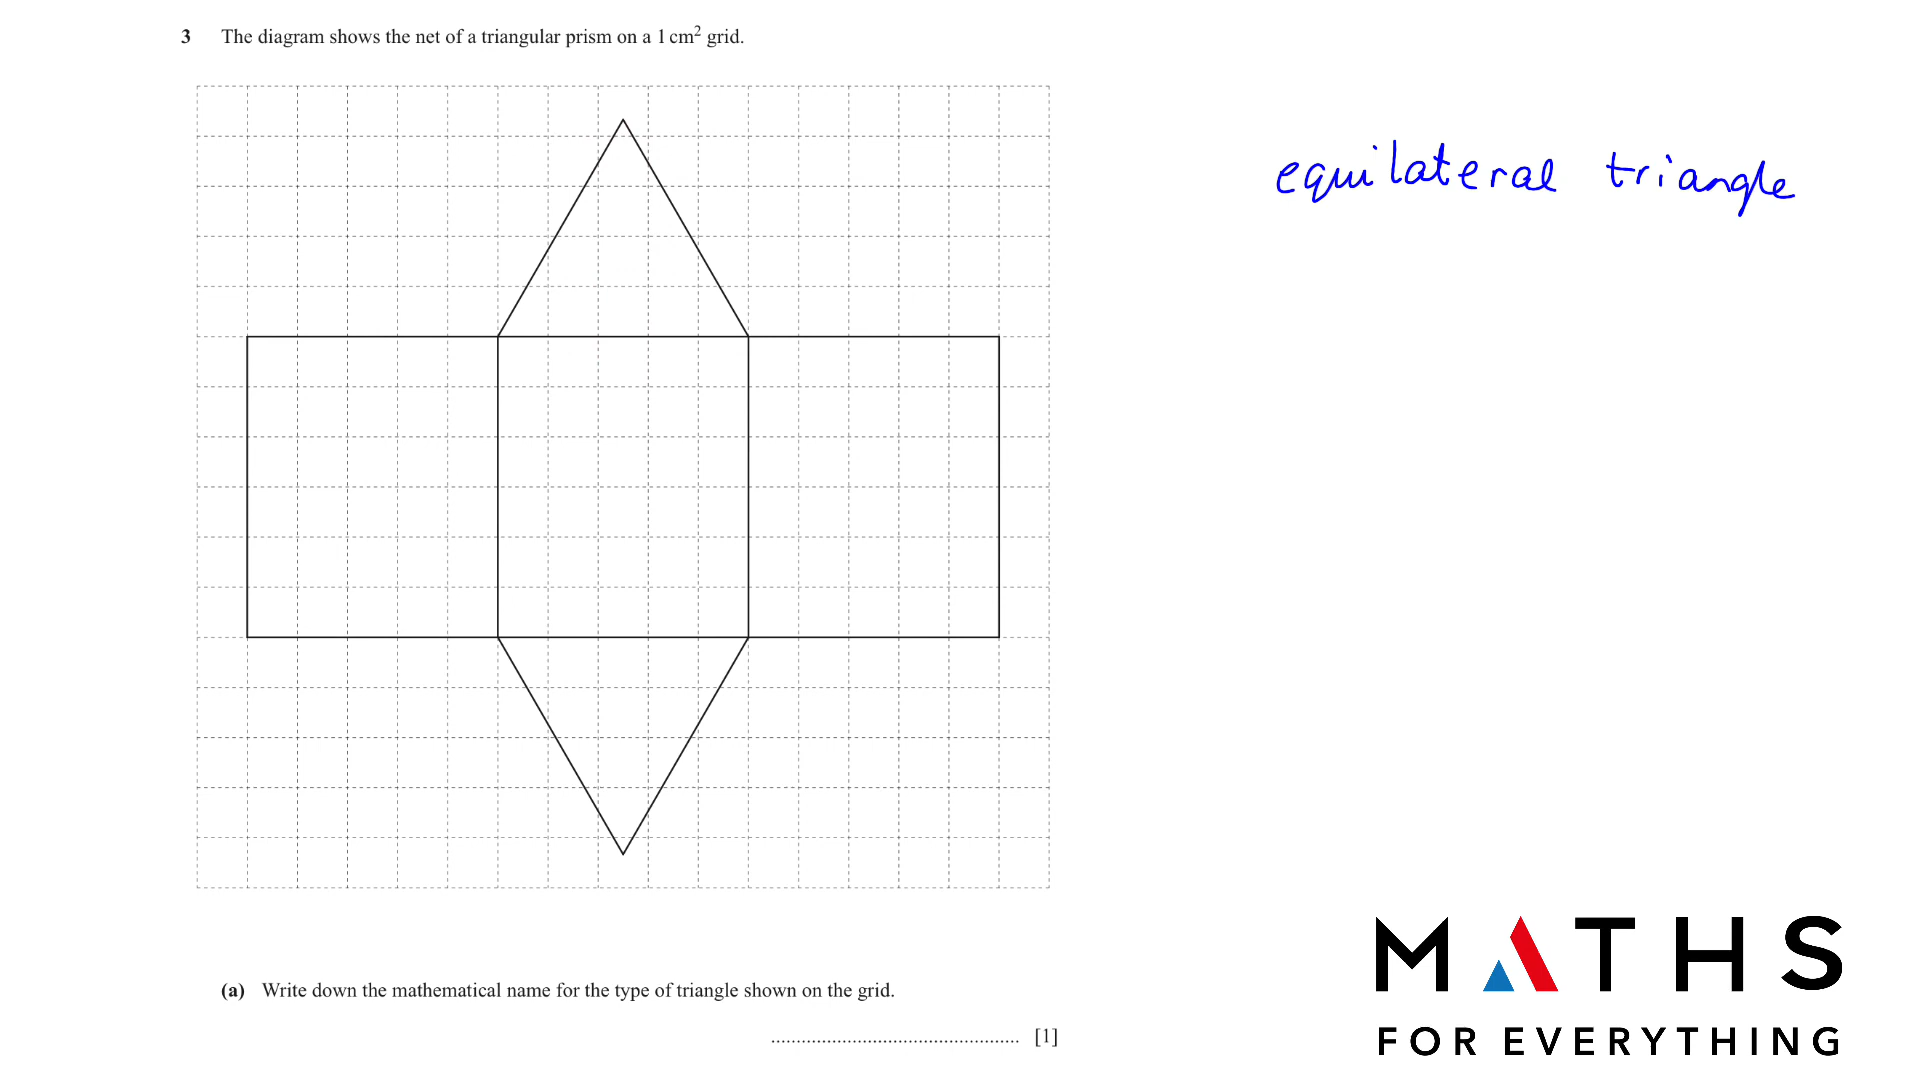 3 The diagram shows the net of a triangular prism on a 1 cm² grid.
equilateral triangle
(a) Write down the mathematical name for the type of triangle shown on the grid.
................................................. [1]
MATHS
FOR EVERYTHING